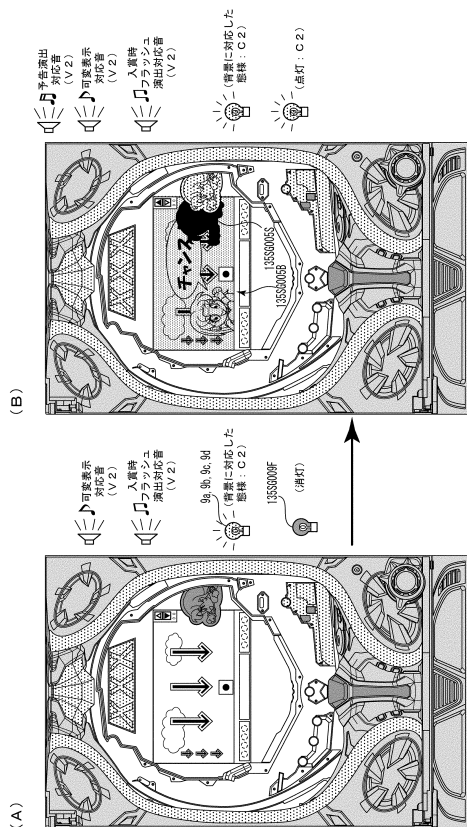 (A)
可変表示
対応音
(V2)
入賞時
フラッシュ
演出対応音
(V2)
9a, 9b, 9c, 9d
(背景に対応した
態様:C2)
135SG009F
(消灯)
(B)
予告演出
対応音
(V2)
可変表示
対応音
(V2)
入賞時
フラッシュ
演出対応音
(V2)
(背景に対応した
態様:C2)
(点灯:C2)
チャンス
135SG005S
135SG005B